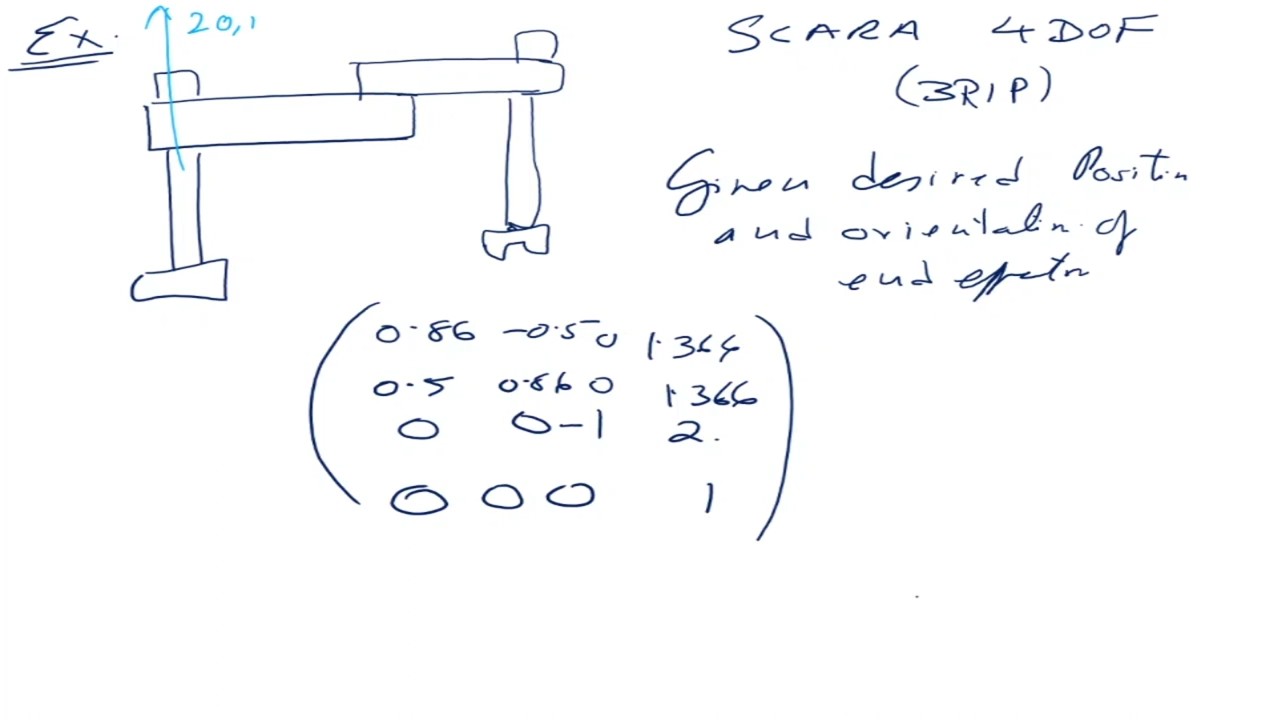 Ex.
20,1
SCARA 4DOF
(3R1P)
Given desired Position
and orientation of
end effector
0.86 -0.5 0 1.366
0.5 0.86 0 1.366
0 0 -1 2.
0 0 0 1